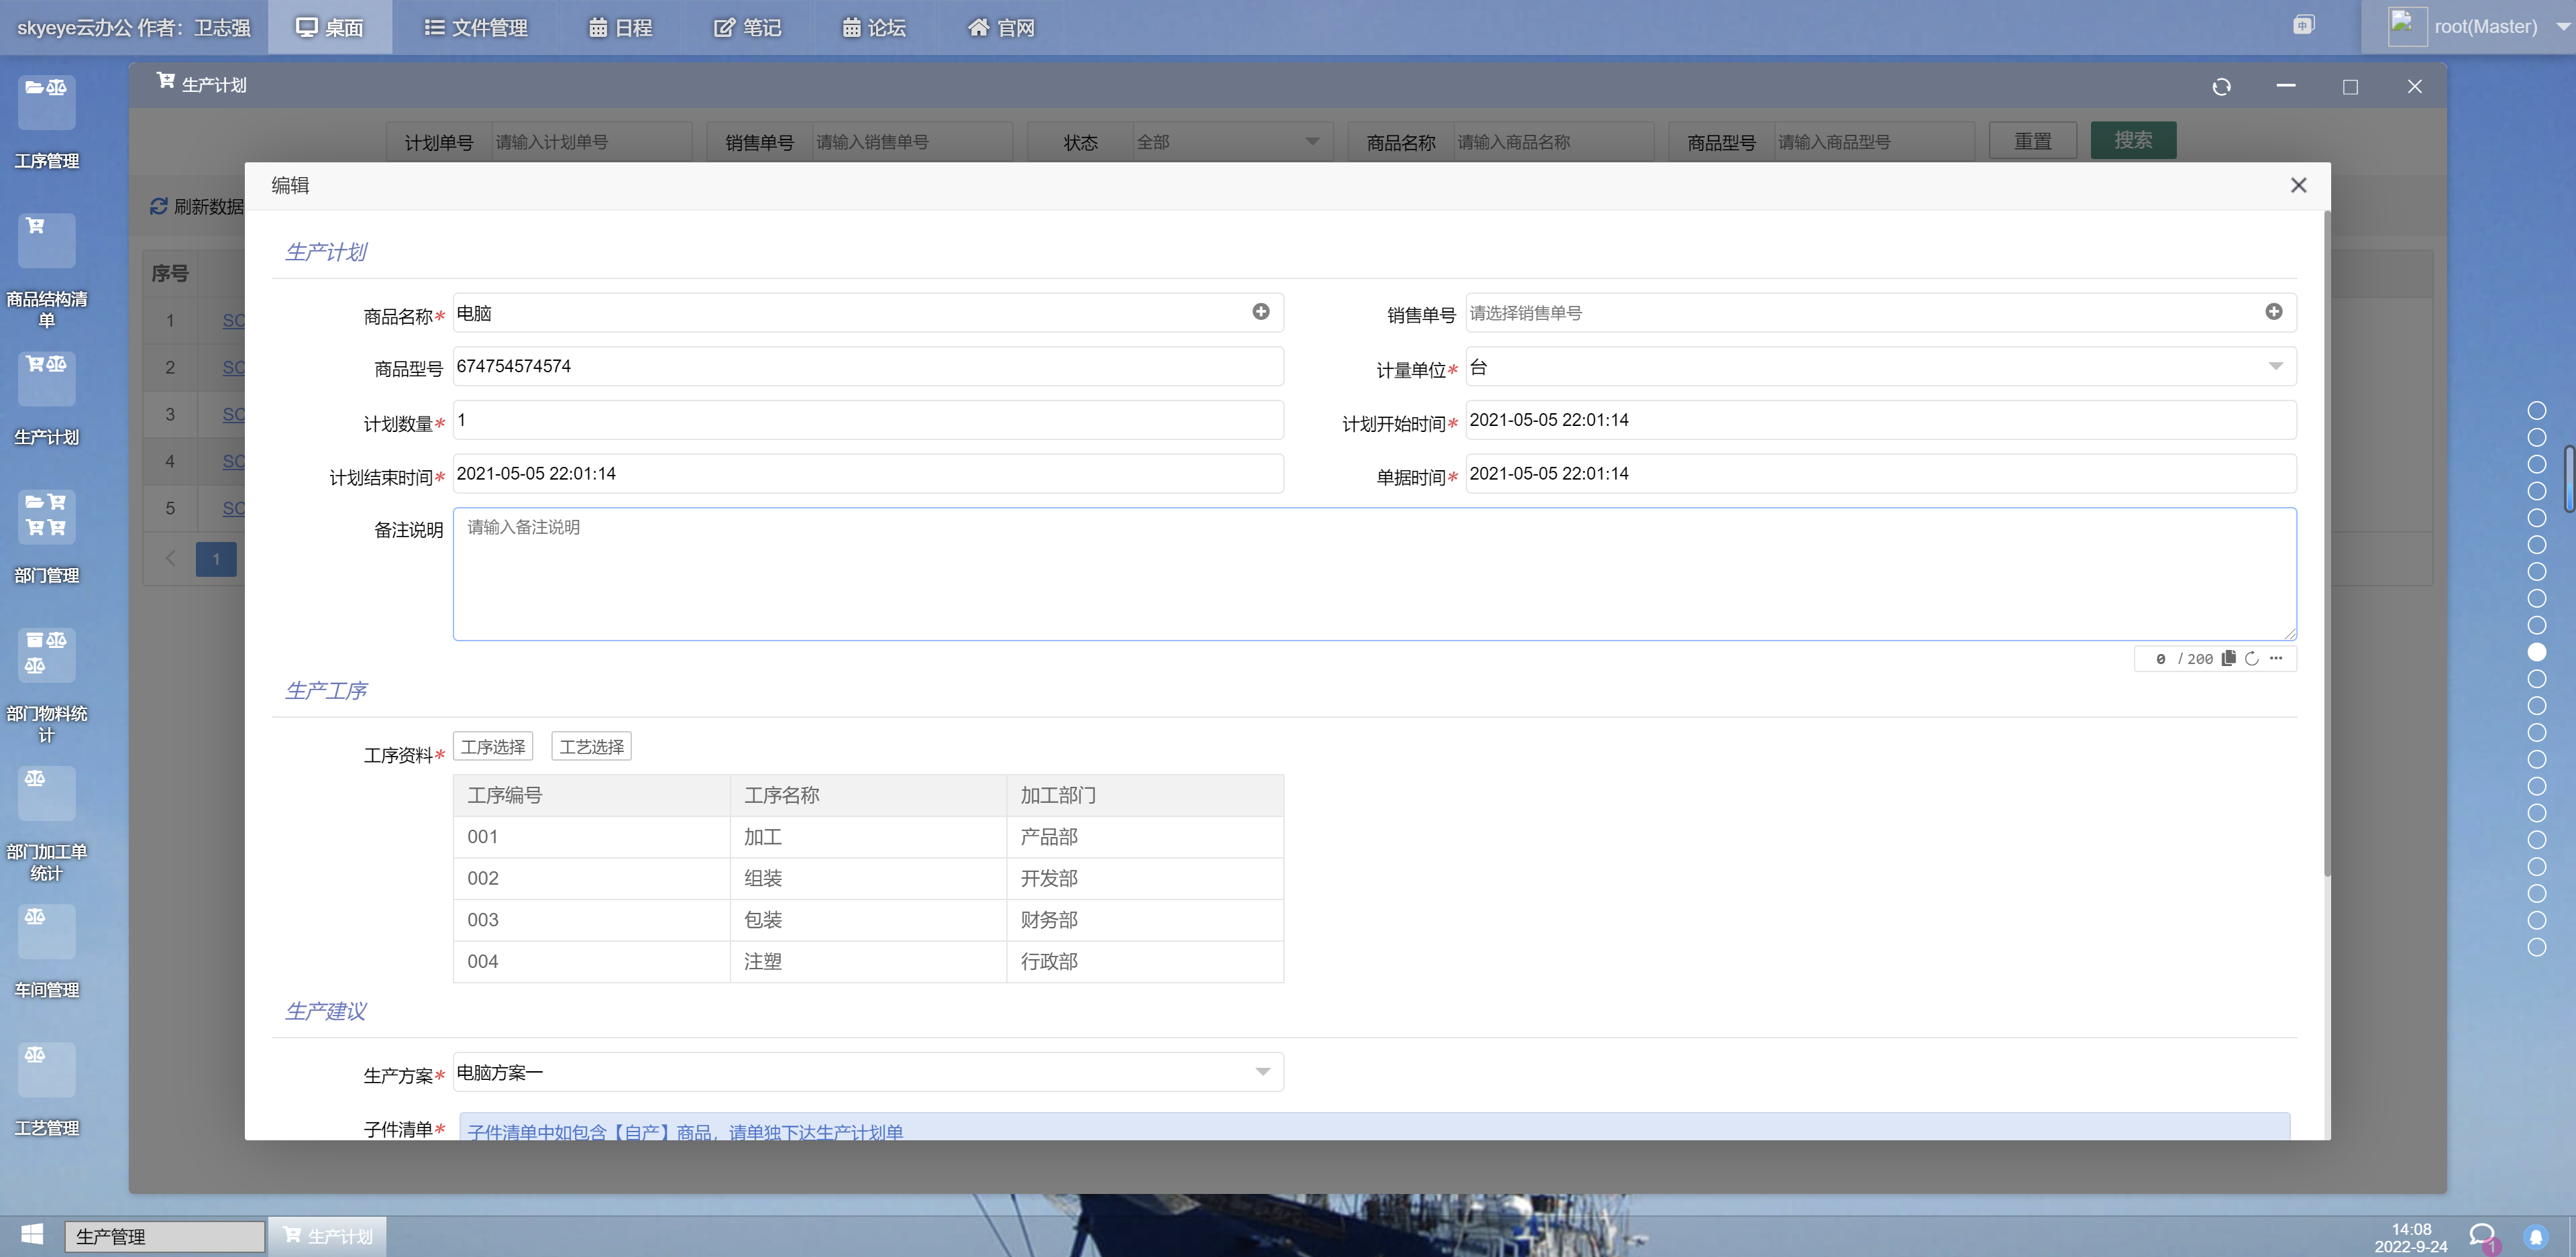 skyeye云办公 作者：卫志强
桌面
文件管理
日程
笔记
论坛
官网
中
root(Master)
工序管理
商品结构清
单
生产计划
部门管理
部门物料统
计
部门加工单
统计
车间管理
工艺管理
生产计划
计划单号 请输入计划单号
销售单号 请输入销售单号
状态 全部
商品名称 请输入商品名称
商品型号 请输入商品型号
重置
搜索
刷新数据
序号
1 SC
2 SC
3 SC
4 SC
5 SC
1
编辑
生产计划
商品名称* 电脑
销售单号 请选择销售单号
商品型号 674754574574
计量单位* 台
计划数量* 1
计划开始时间* 2021-05-05 22:01:14
计划结束时间* 2021-05-05 22:01:14
单据时间* 2021-05-05 22:01:14
备注说明 请输入备注说明
0 / 200
生产工序
工序资料* 工序选择 工艺选择
工序编号 工序名称 加工部门
001 加工 产品部
002 组装 开发部
003 包装 财务部
004 注塑 行政部
生产建议
生产方案* 电脑方案一
子件清单* 子件清单中如包含【自产】商品，请单独下达生产计划单
生产管理
生产计划
14:08
2022-9-24
1